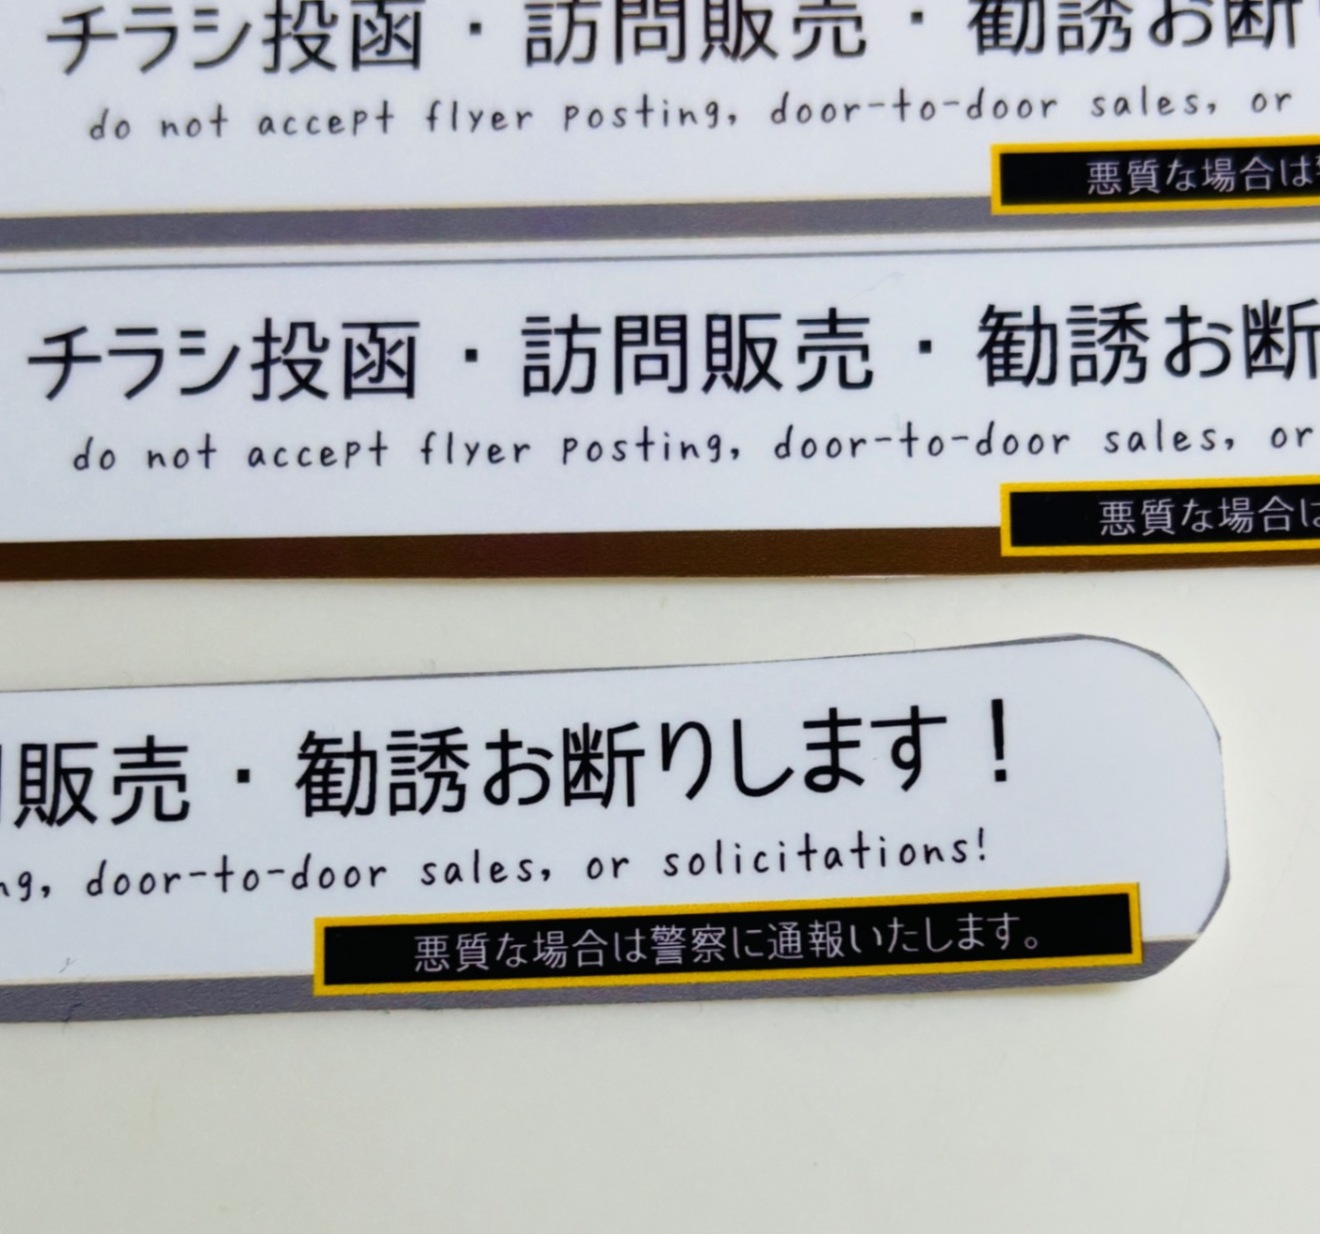 チラシ投函・訪問販売・勧誘お断
do not accept flyer posting, door-to-door sales, or
悪質な場合は
チラシ投函・訪問販売・勧誘お断
do not accept flyer posting, door-to-door sales, or
悪質な場合は
販売・勧誘お断りします！
ng, door-to-door sales, or solicitations!
悪質な場合は警察に通報いたします。